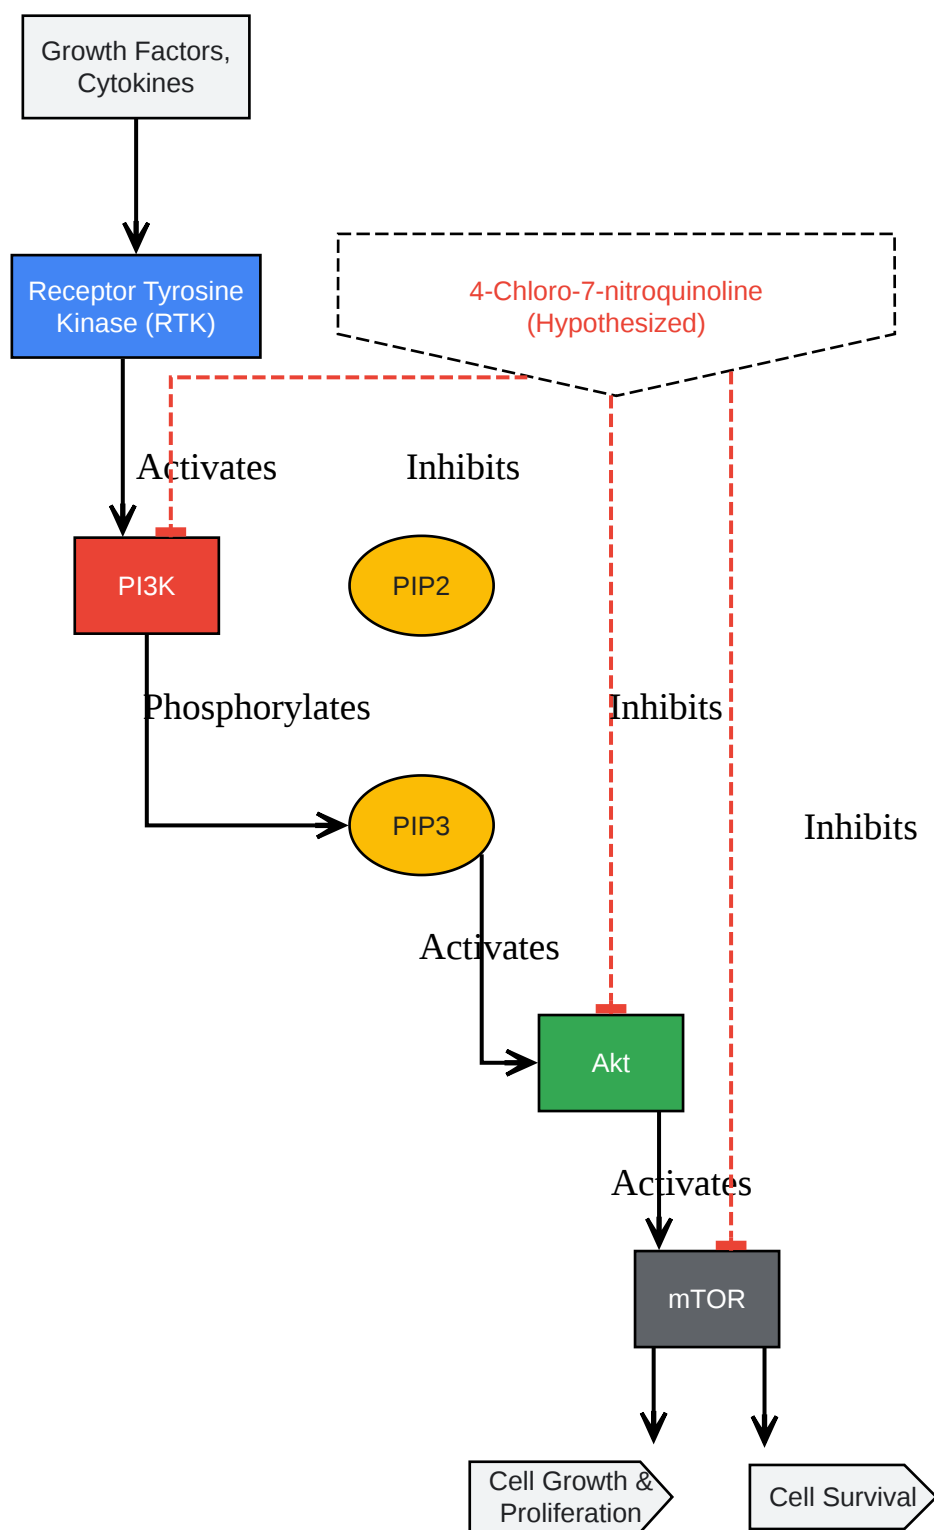 Growth Factors,
Cytokines
Receptor Tyrosine
Kinase (RTK)
4-Chloro-7-nitroquinoline
(Hypothesized)
Activates
Inhibits
PI3K
PIP2
Phosphorylates
Inhibits
PIP3
Inhibits
Activates
Akt
Activates
mTOR
Cell Growth &
Proliferation
Cell Survival